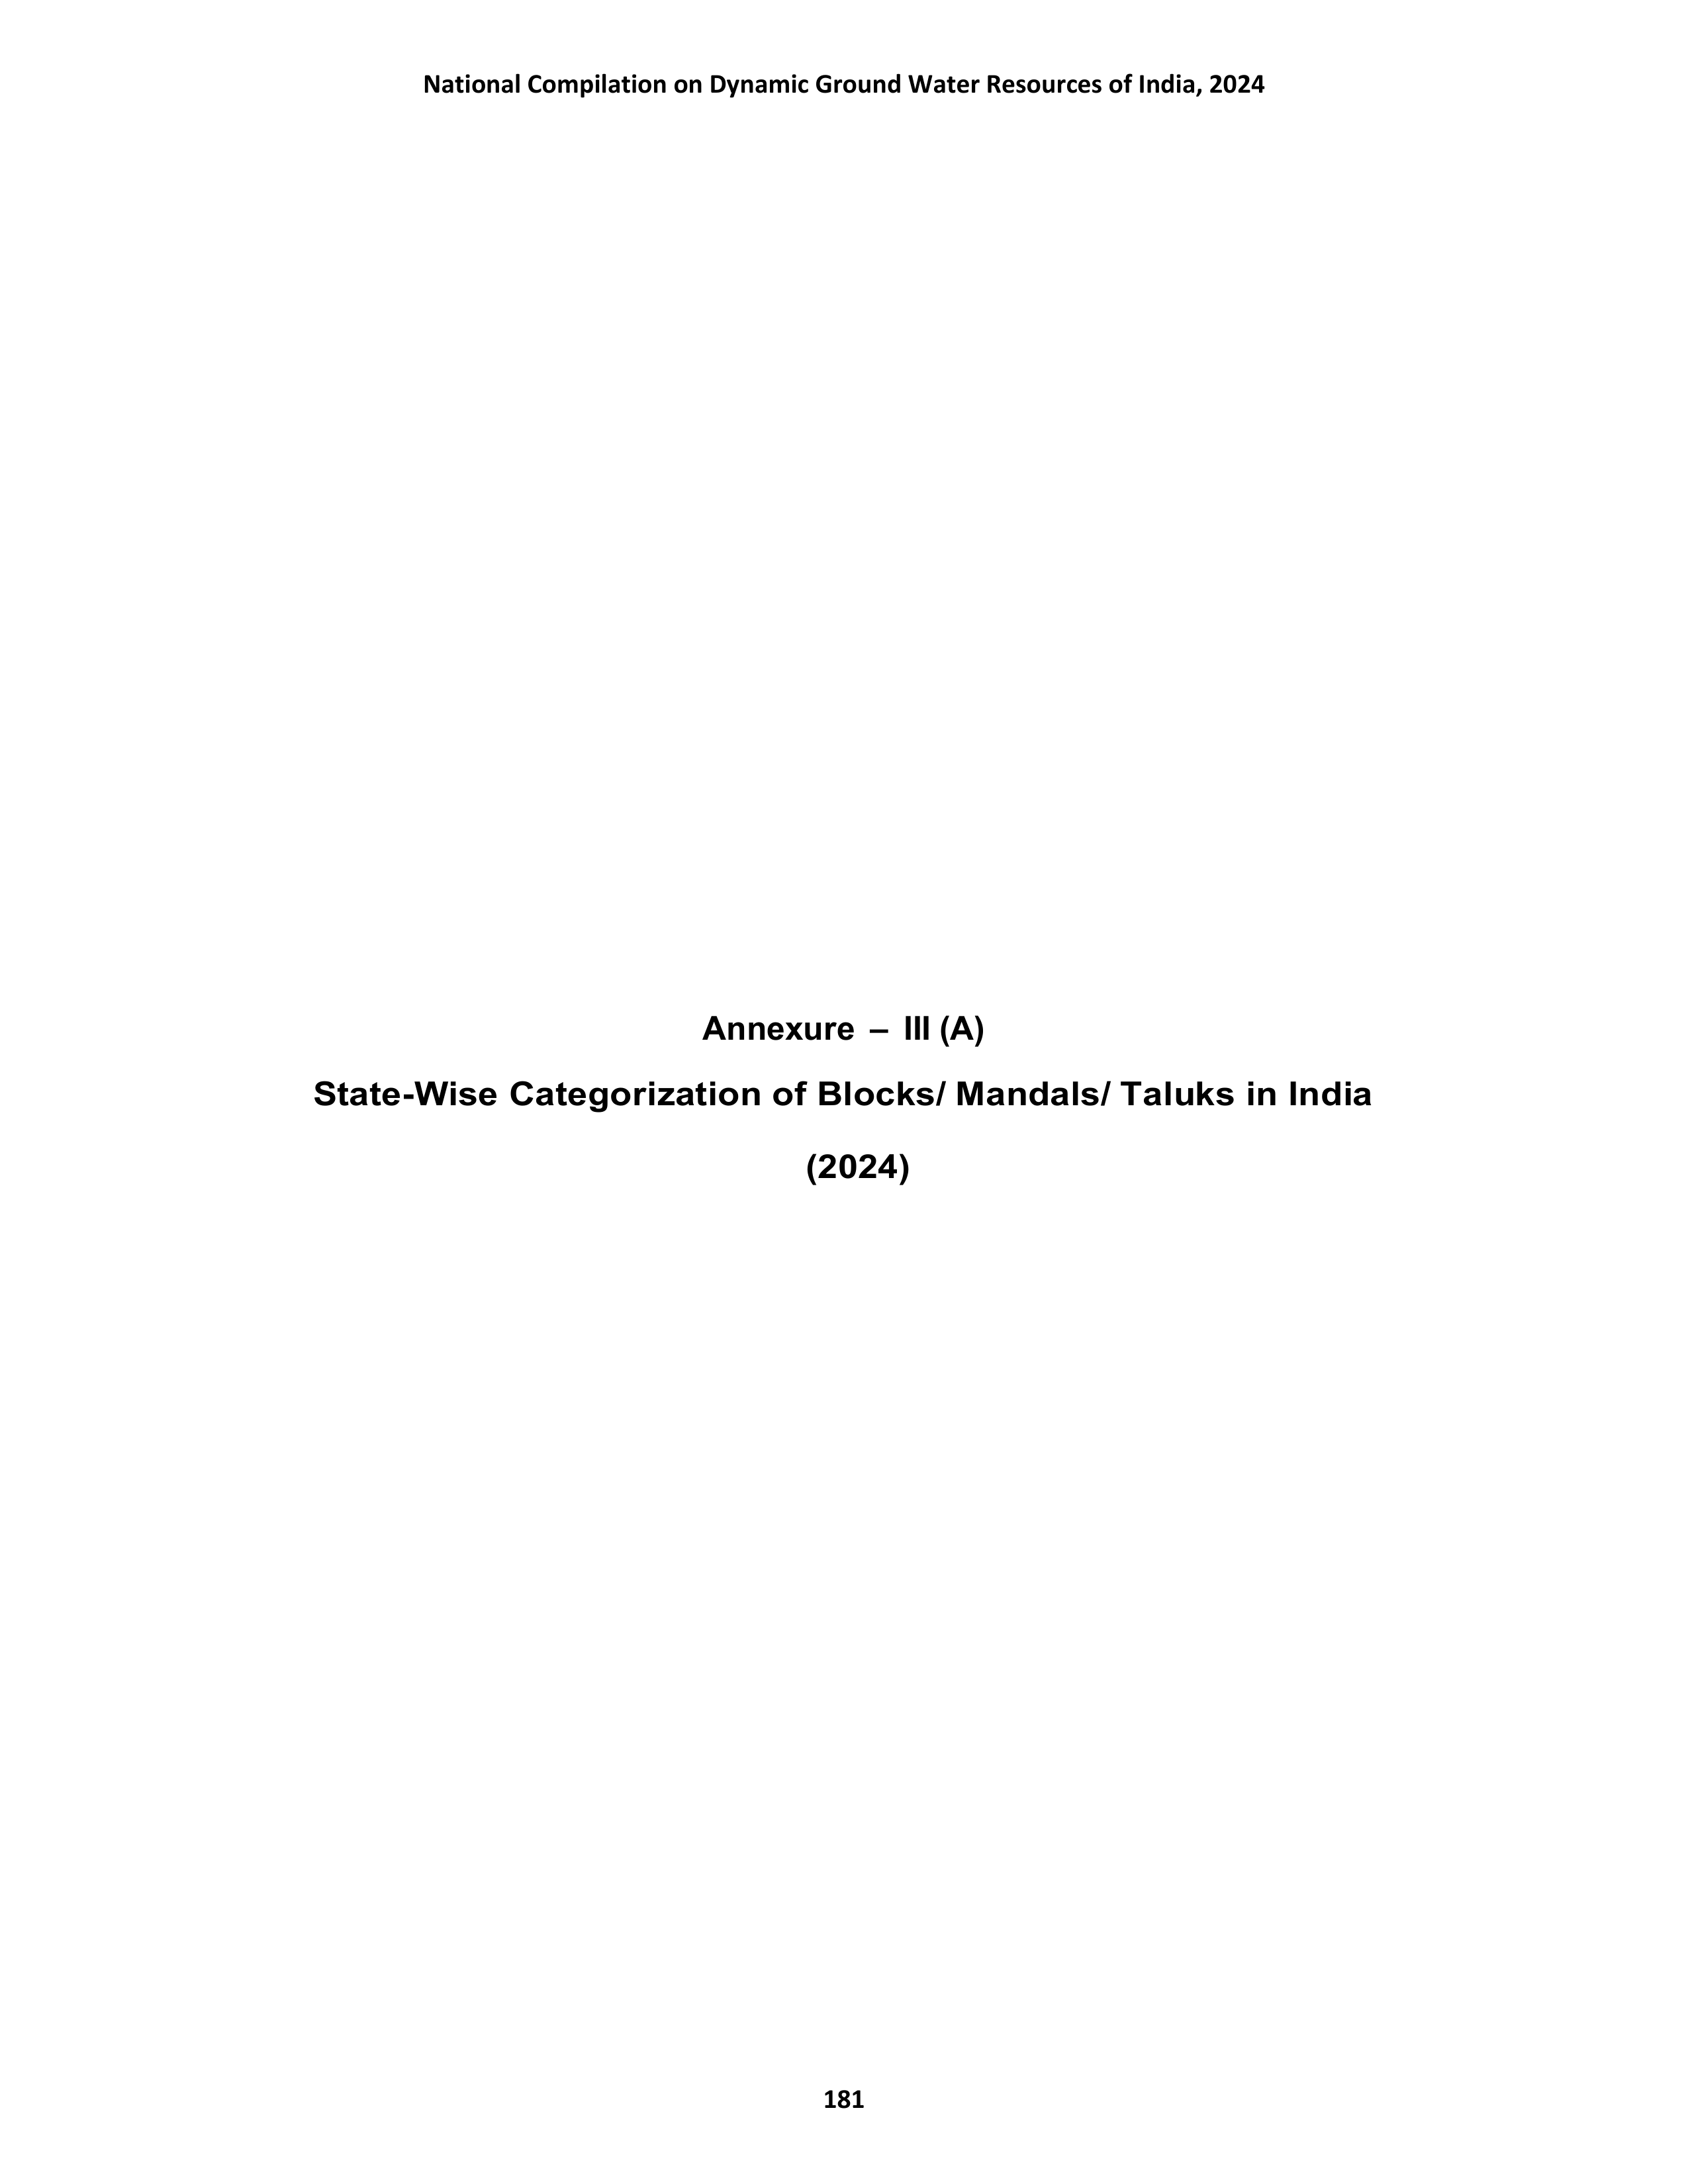 National Compilation on Dynamic Ground Water Resources of India, 2024
Annexure – III (A)
State-Wise Categorization of Blocks/ Mandals/ Taluks in India
(2024)
181